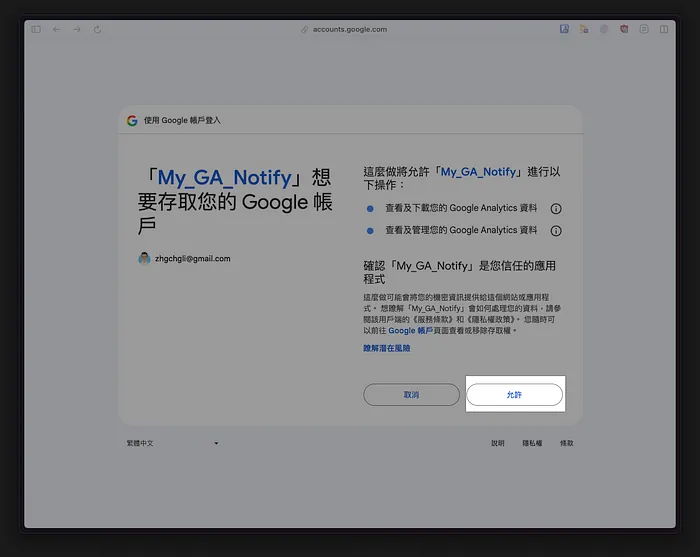 accounts.google.com
使用 Google 帳戶登入
「My_GA_Notify」想
要存取您的 Google 帳
戶
zhgchgli@gmail.com
這麼做將允許「My_GA_Notify」進行以
下操作：
查看及下載您的 Google Analytics 資料
查看及管理您的 Google Analytics 資料
確認「My_GA_Notify」是您信任的應用
程式
這麼做可能會將您的機密資訊提供給這個網站或應用程
式。 想瞭解「My_GA_Notify」會如何處理您的資料，請參
閱該用戶端的《服務條款》和《隱私權政策》。 您隨時可
以前往 Google 帳戶頁面查看或移除存取權。
瞭解潛在風險
取消
允許
繁體中文
說明
隱私權
條款